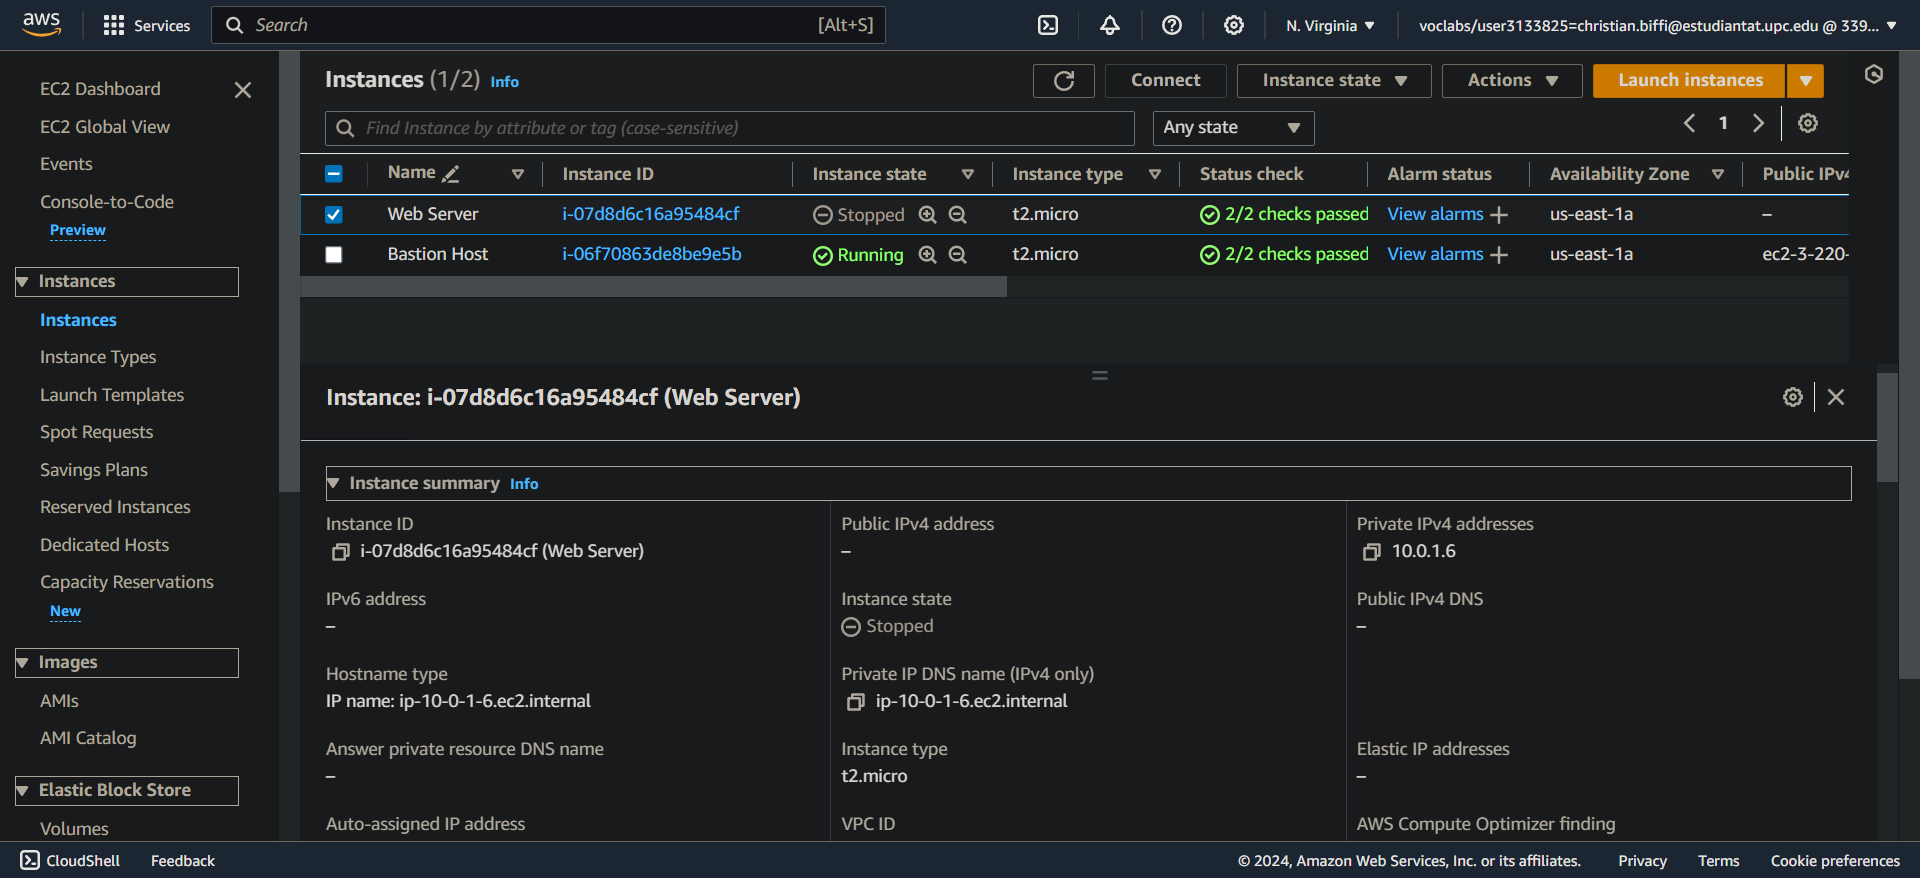 aws
Services
Search
[Alt+S]
N. Virginia
voclabs/user3133825=christian.biffi@estudiantat.upc.edu @ 339...
EC2 Dashboard
EC2 Global View
Events
Console-to-Code
Preview
Instances
Instances
Instance Types
Launch Templates
Spot Requests
Savings Plans
Reserved Instances
Dedicated Hosts
Capacity Reservations
New
Images
AMIs
AMI Catalog
Elastic Block Store
Volumes
Instances (1/2) Info
Connect
Instance state
Actions
Launch instances
Find Instance by attribute or tag (case-sensitive)
Any state
1
Name Instance ID Instance state Instance type Status check Alarm status Availability Zone Public IPv4
Web Server i-07d8d6c16a95484cf Stopped t2.micro 2/2 checks passed View alarms + us-east-1a –
Bastion Host i-06f70863de8be9e5b Running t2.micro 2/2 checks passed View alarms + us-east-1a ec2-3-220-
Instance: i-07d8d6c16a95484cf (Web Server)
Instance summary Info
Instance ID
i-07d8d6c16a95484cf (Web Server)
Public IPv4 address
–
Private IPv4 addresses
10.0.1.6
IPv6 address
–
Instance state
Stopped
Public IPv4 DNS
–
Hostname type
IP name: ip-10-0-1-6.ec2.internal
Private IP DNS name (IPv4 only)
ip-10-0-1-6.ec2.internal
Answer private resource DNS name
–
Instance type
t2.micro
Elastic IP addresses
–
Auto-assigned IP address
VPC ID
AWS Compute Optimizer finding
CloudShell
Feedback
© 2024, Amazon Web Services, Inc. or its affiliates.
Privacy
Terms
Cookie preferences